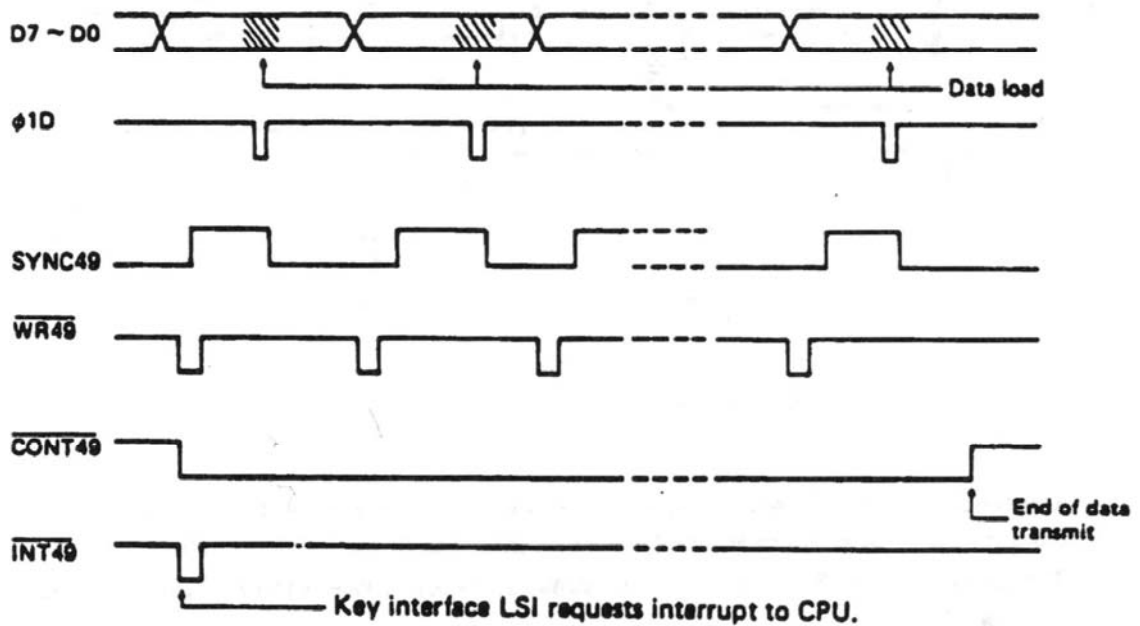 D7 ~ D0
Data load
φ1D
SYNC49
WR49
CONT49
End of data
transmit
INT49
Key interface LSI requests interrupt to CPU.